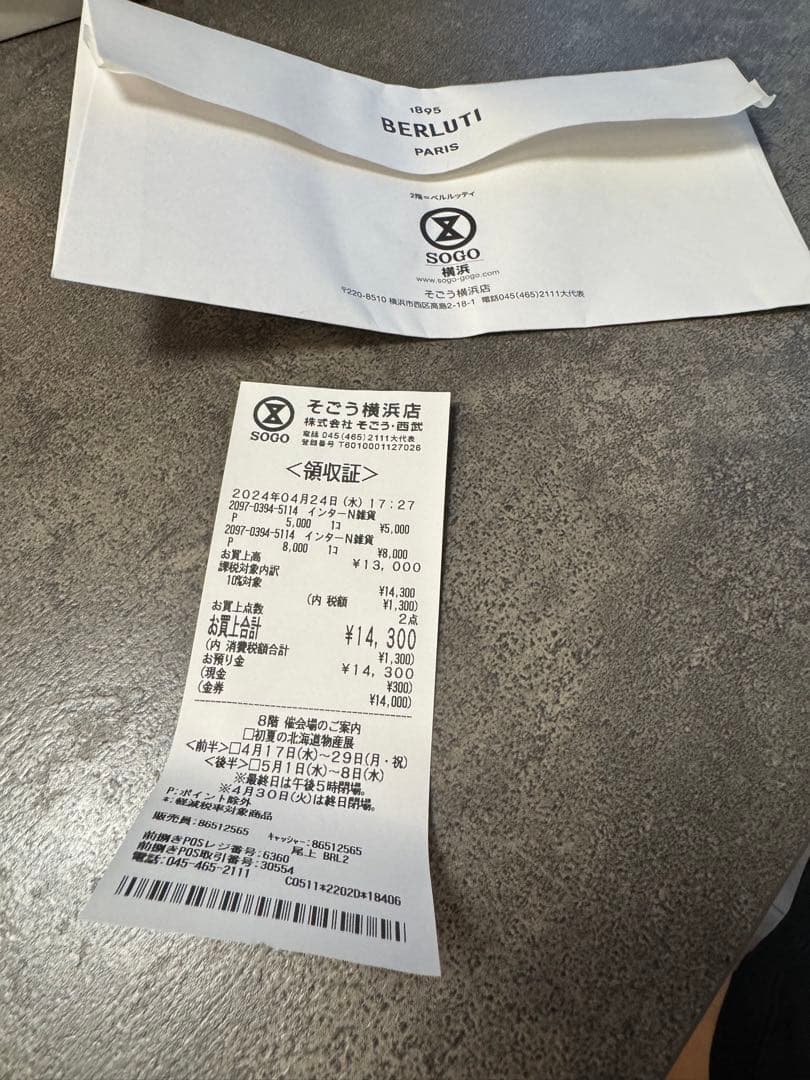 1895
BERLUTI
PARIS
2階=ベルルッティ
SOGO
横浜
www.sogo-gogo.com
そごう横浜店
〒220-8510 横浜市西区高島2-18-1 電話045(465)2111大代表
SOGO
そごう横浜店
株式会社 そごう・西武
電話 045(465)2111大代表
登録番号 T6010001127026
<領収証>
2024年04月24日(水)17:27
2097-0394-5114 インターN雑貨
P 5,000 1コ ¥5,000
2097-0394-5114 インターN雑貨
P 8,000 1コ ¥8,000
お買上高 ¥13,000
課税対象内訳
10%対象 ¥14,300
(内 税額 ¥1,300)
お買上点数 2点
お買上合計 ¥14,300
(内 消費税額合計 ¥1,300)
お預り金 ¥14,300
(現金 ¥300)
(金券 ¥14,000)
8階 催会場のご案内
□初夏の北海道物産展
<前半>□4月17日(水)~29日(月・祝)
<後半>□5月1日(水)~8日(水)
※最終日は午後5時閉場。
※4月30日(火)は終日閉場。
P:ポイント除外
*:軽減税率対象商品
販売員:86512565 キャッシャー:86512565
尾上 BRL2
前捌きPOSレジ番号:6360
前捌きPOS取引番号:30554
電話:045-465-2111
C0511*2202D*18406